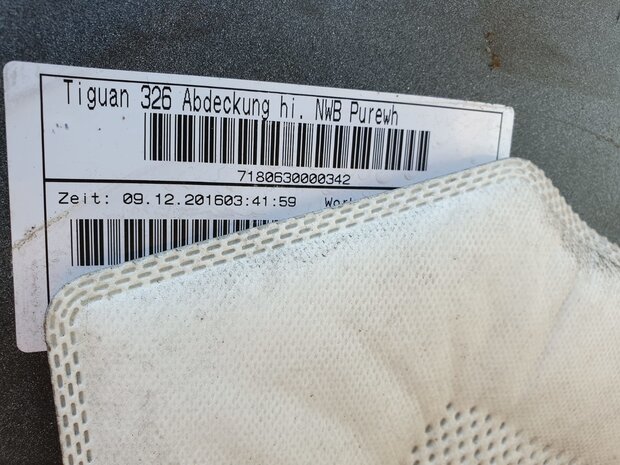 Tiguan 326 Abdeckung hi. NWB Purewh
7180630000342
Zeit: 09.12.201603:41:59